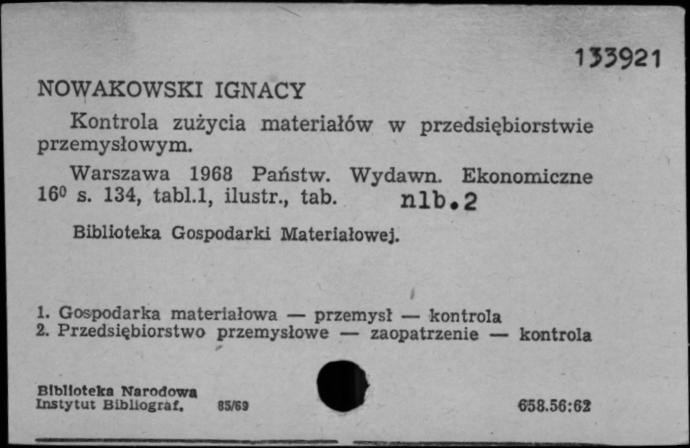 133921
NOWAKOWSKI IGNACY
Kontrola zużycia materiałów w przedsiębiorstwie
przemysłowym.
Warszawa 1968 Państw. Wydawn. Ekonomiczne
16⁰ s. 134, tabl.1, ilustr., tab. nlb.2
Biblioteka Gospodarki Materiałowej.
1. Gospodarka materiałowa — przemysł — kontrola
2. Przedsiębiorstwo przemysłowe — zaopatrzenie — kontrola
Biblioteka Narodowa
Instytut Bibliograf. 85/69 658.56:62